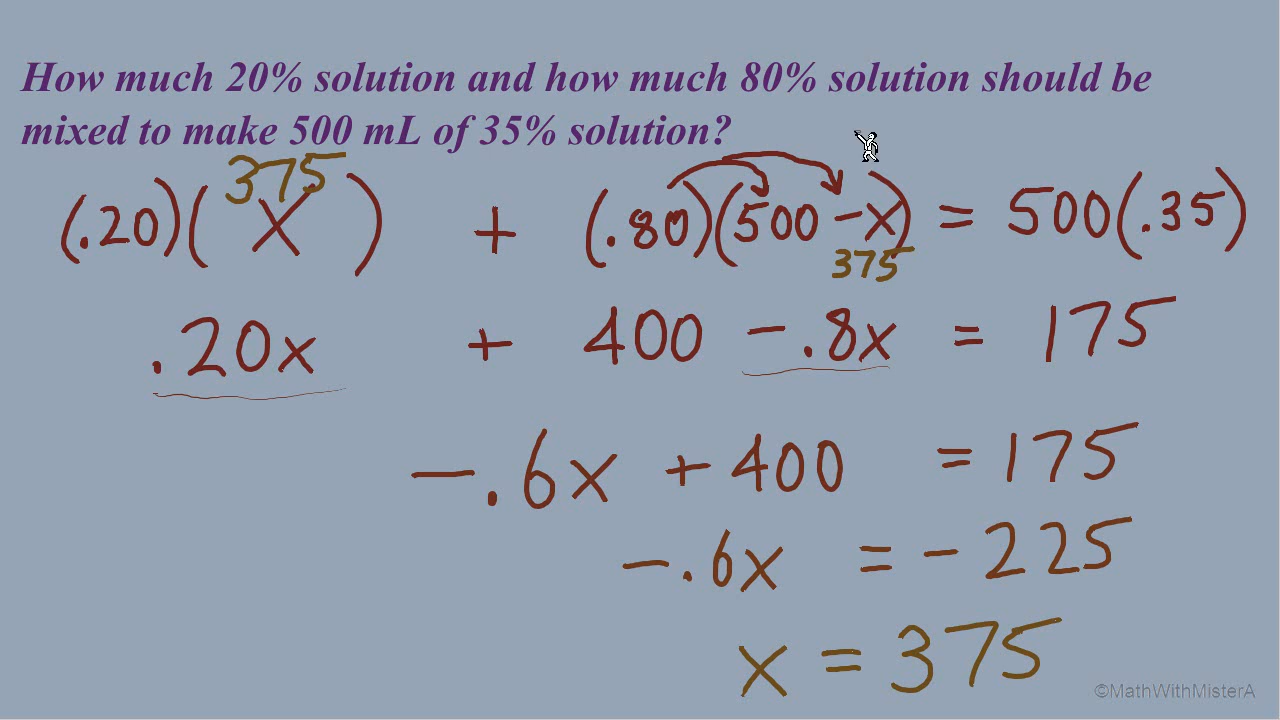 How much 20% solution and how much 80% solution should be
mixed to make 500 mL of 35% solution?
375
(.20)( X ) + (.80)(500 - X) = 500(.35)
375
.20x + 400 - .8x = 175
-.6x + 400 = 175
-.6x = -225
x = 375
©MathWithMisterA